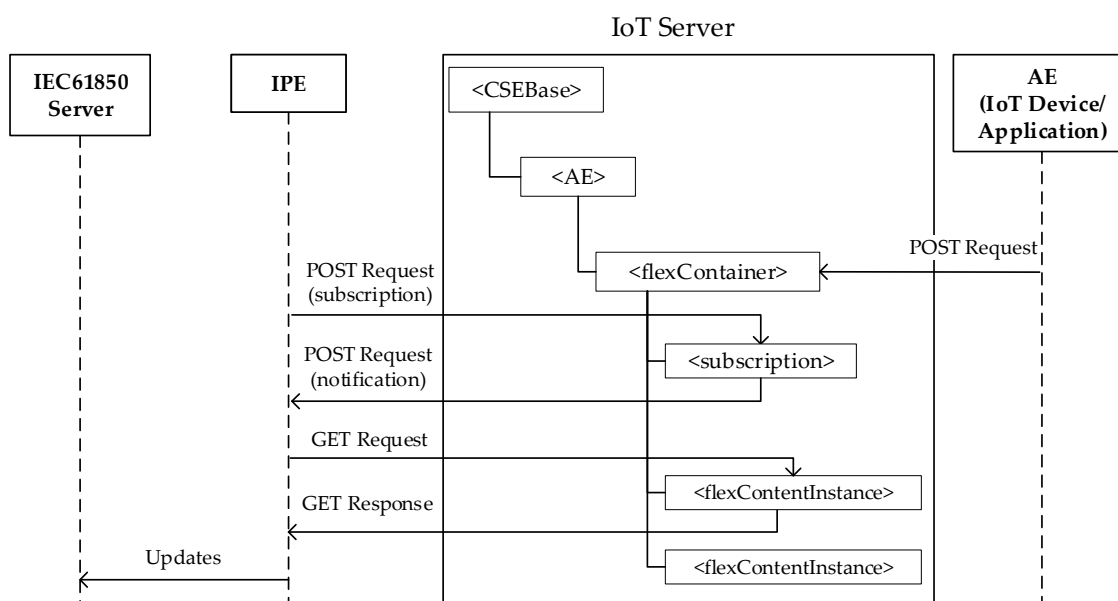 IoT Server
IEC61850
Server
IPE
<CSEBase>
AE
(IoT Device/
Application)
<AE>
POST Request
<flexContainer>
POST Request
(subscription)
POST Request
(notification)
<subscription>
GET Request
<flexContentInstance>
GET Response
Updates
<flexContentInstance>